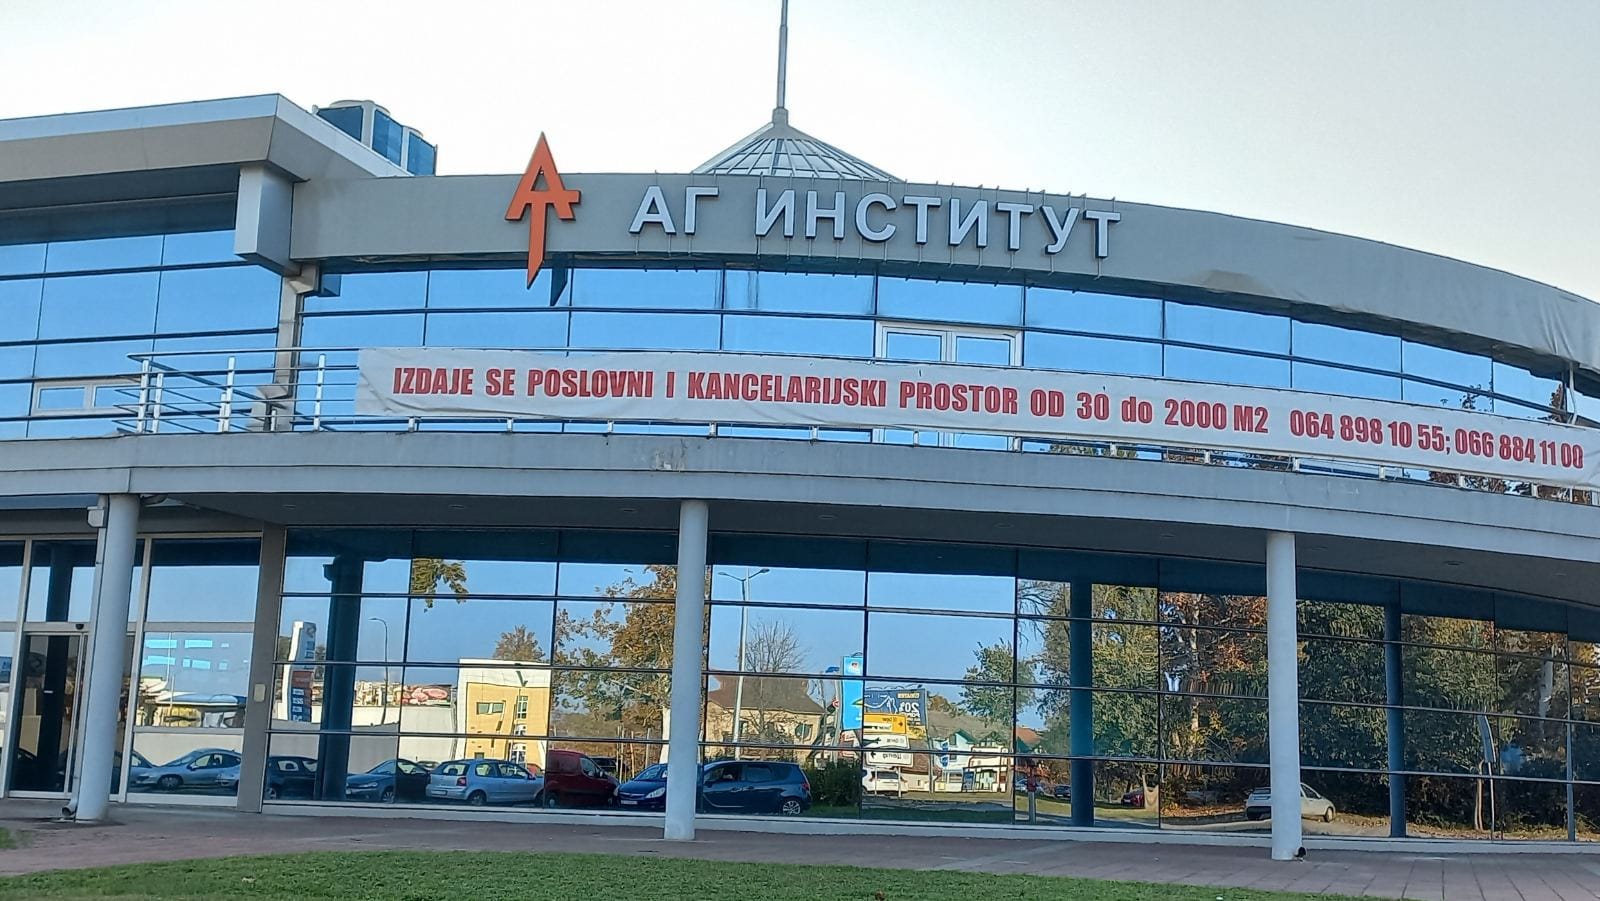 АГ ИНСТИТУТ
IZDAJE SE POSLOVNI I KANCELARIJSKI PROSTOR OD 30 do 2000 M2 064 898 10 55; 066 884 11 00